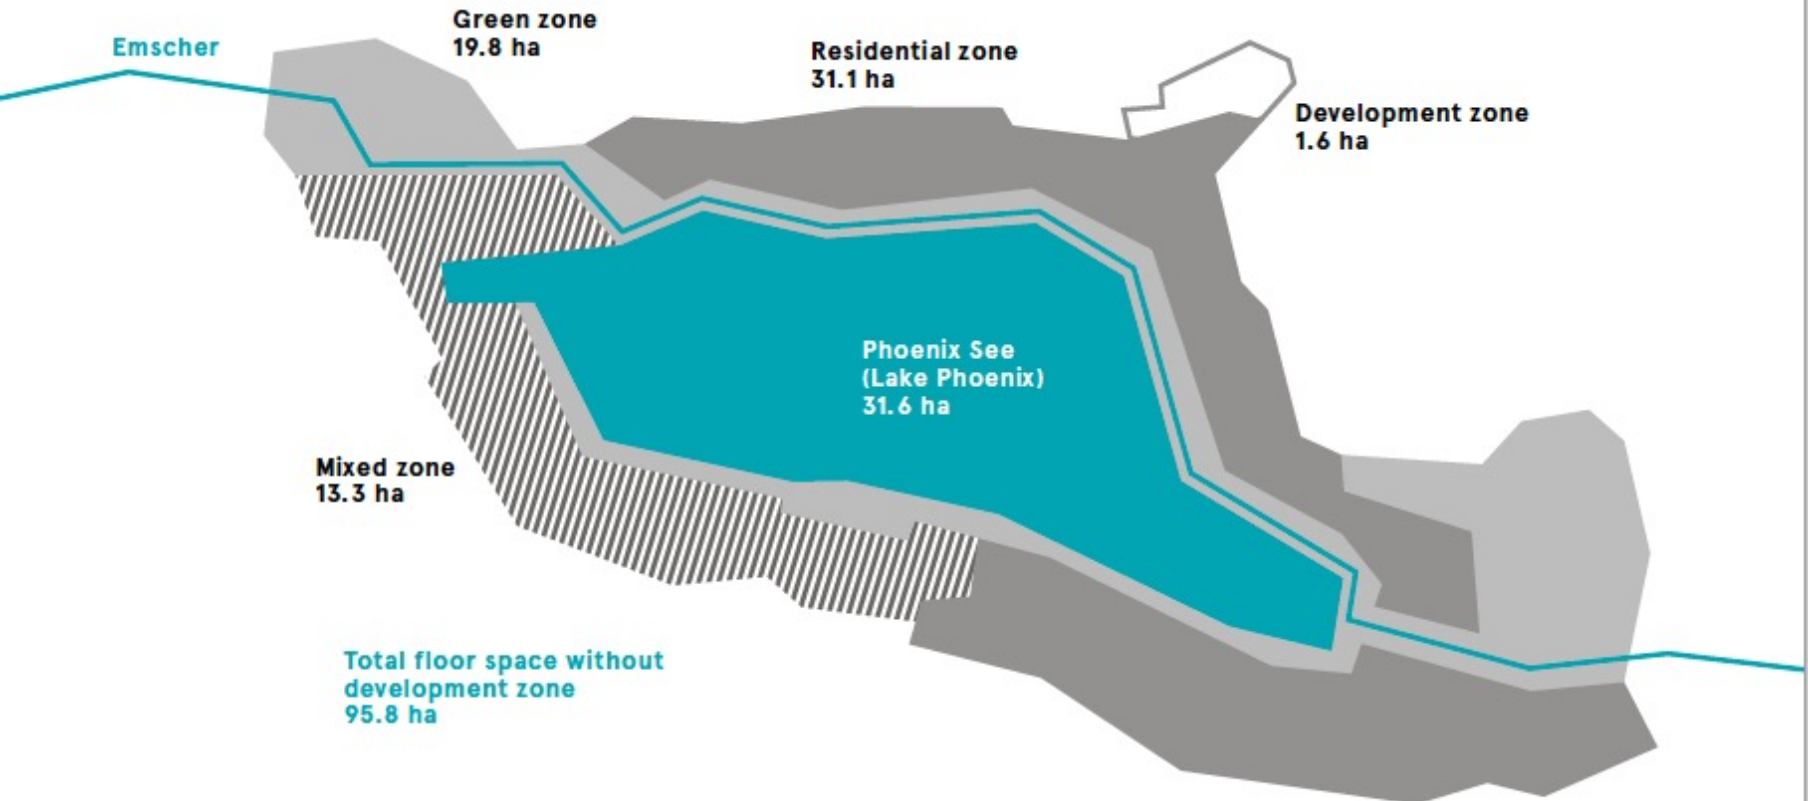 Emscher
Green zone
19.8 ha
Residential zone
31.1 ha
Development zone
1.6 ha
Phoenix See
(Lake Phoenix)
31.6 ha
Mixed zone
13.3 ha
Total floor space without
development zone
95.8 ha